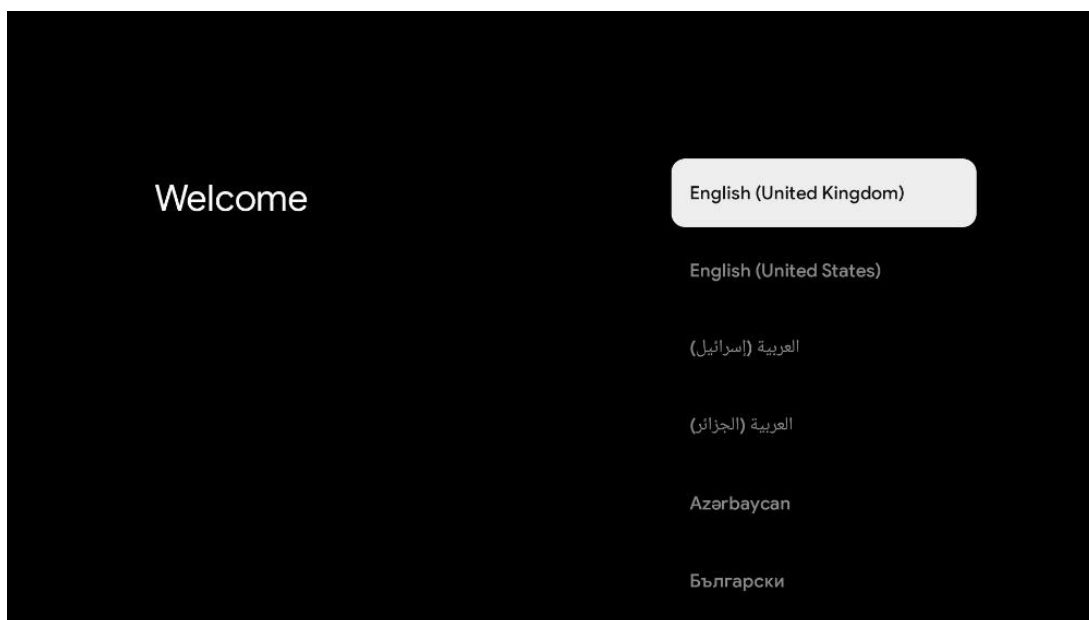 Welcome
English (United Kingdom)
English (United States)
العربية (إسرائيل)
العربية (الجزائر)
Azərbaycan
Български